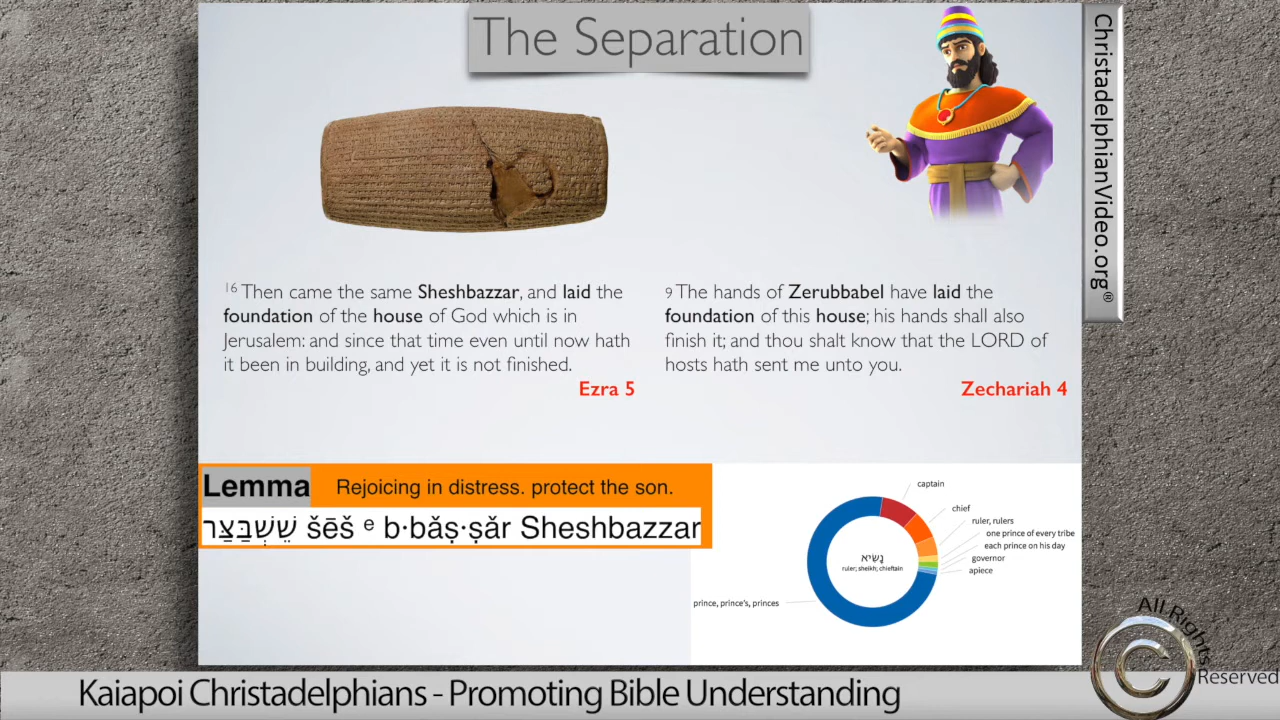 The Separation
ChristadelphianVideo.org®
16 Then came the same Sheshbazzar, and laid the
foundation of the house of God which is in
Jerusalem: and since that time even until now hath
it been in building, and yet it is not finished.
Ezra 5
9 The hands of Zerubbabel have laid the
foundation of this house; his hands shall also
finish it; and thou shalt know that the LORD of
hosts hath sent me unto you.
Zechariah 4
Lemma Rejoicing in distress. protect the son.
שֵׁשְׁבַּצַּר šēš ᵉ b·bǎṣ·ṣǎr Sheshbazzar
captain
chief
ruler, rulers
one prince of every tribe
each prince on his day
governor
apiece
נָשִׂיא
ruler; sheikh; chieftain
prince, prince's, princes
All Rights
Reserved
Kaiapoi Christadelphians - Promoting Bible Understanding